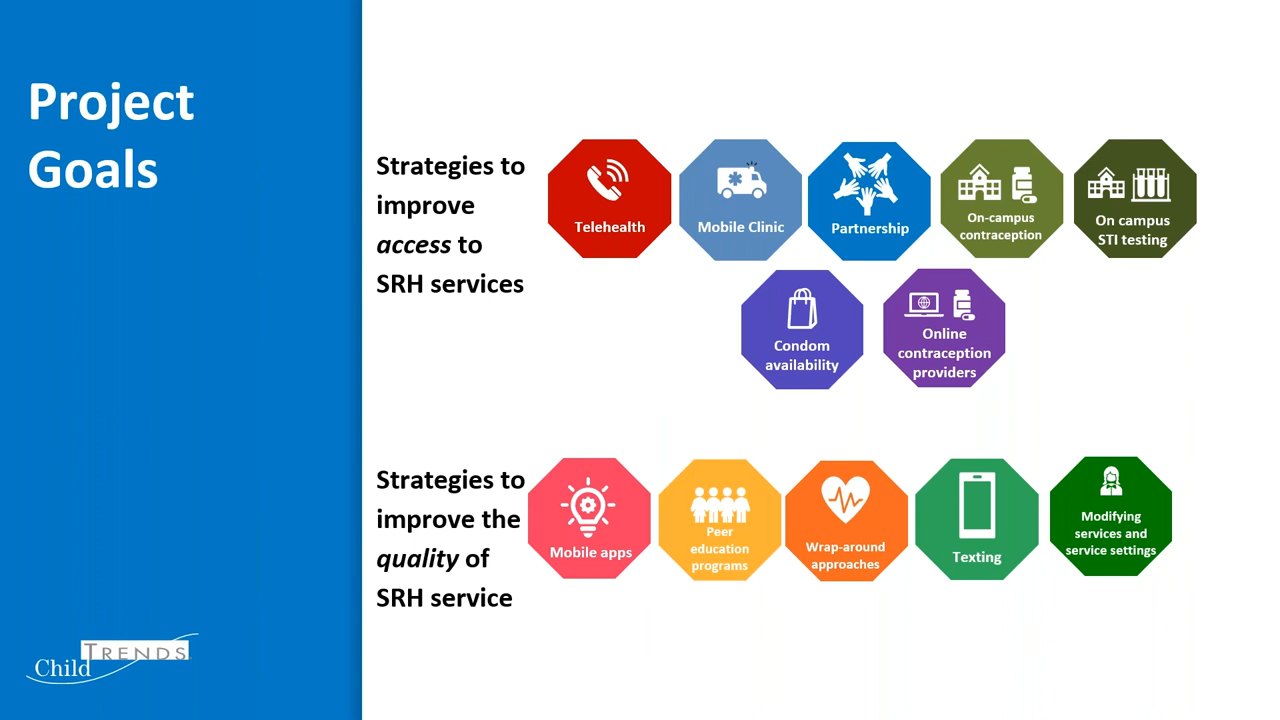 Project
Goals
Strategies to
improve
access to
SRH services
Telehealth
Mobile Clinic
Partnership
On-campus
contraception
On campus
STI testing
Condom
availability
Online
contraception
providers
Strategies to
improve the
quality of
SRH service
Mobile apps
Peer
education
programs
Wrap-around
approaches
Texting
Modifying
services and
service settings
Child TRENDS